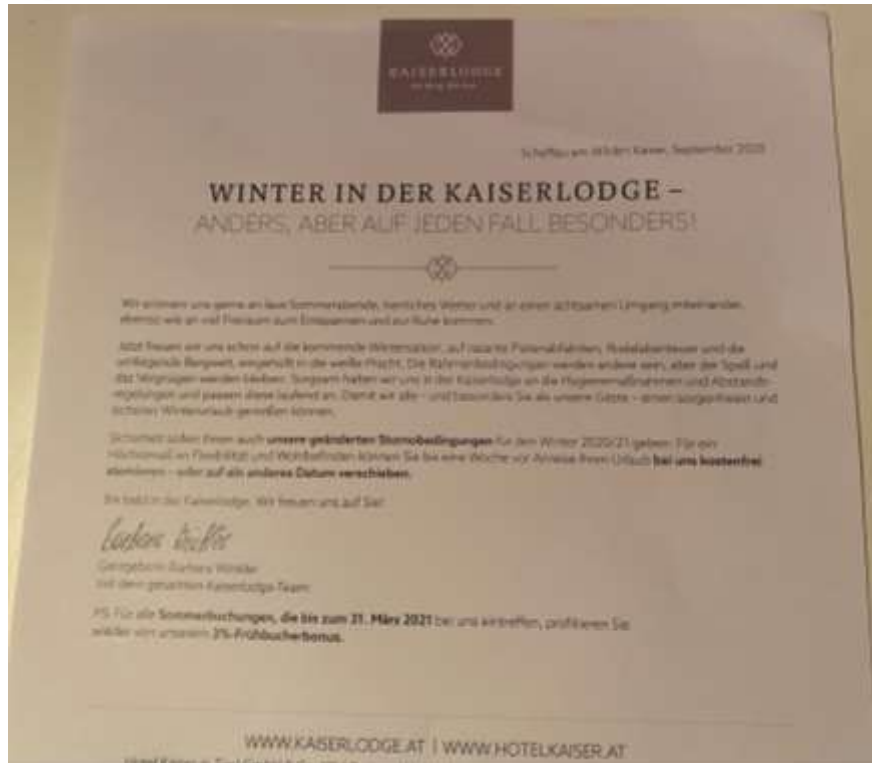 KAISERLODGE
Scheffau am Wilden Kaiser, September 2020
WINTER IN DER KAISERLODGE –
ANDERS, ABER AUF JEDEN FALL BESONDERS!
Wir erinnern uns gerne an laue Sommerabende, herrliches Wetter und an einen achtsamen Umgang miteinander,
ebenso wie an viel Freiraum zum Entspannen und zur Ruhe kommen.
Jetzt freuen wir uns schon auf die kommende Wintersaison, auf rasante Pistenabfahrten, Rodelabenteuer und die
umliegende Bergwelt, eingehüllt in die weiße Pracht. Die Rahmenbedingungen werden andere sein, aber der Spaß und
das Vergnügen werden bleiben. Sorgsam halten wir uns in der Kaiserlodge an die Hygienemaßnahmen und Abstands-
regelungen und passen diese laufend an. Damit wir alle – und besonders Sie als unsere Gäste – einen sorgenfreien und
sicheren Winterurlaub genießen können.
Sicherheit sollen Ihnen auch unsere geänderten Stornobedingungen für den Winter 2020/21 geben: Für ein
Höchstmaß an Flexibilität und Wohlbefinden können Sie bis eine Woche vor Anreise Ihren Urlaub bei uns kostenfrei
stornieren – oder auf ein anderes Datum verschieben.
Bis bald in der Kaiserlodge. Wir freuen uns auf Sie!
Gastgeberin Barbara Winkler
mit dem gesamten Kaiserlodge-Team
PS: Für alle Sommerbuchungen, die bis zum 31. März 2021 bei uns eintreffen, profitieren Sie
wieder von unserem 3%-Frühbucherbonus.
WWW.KAISERLODGE.AT | WWW.HOTELKAISER.AT